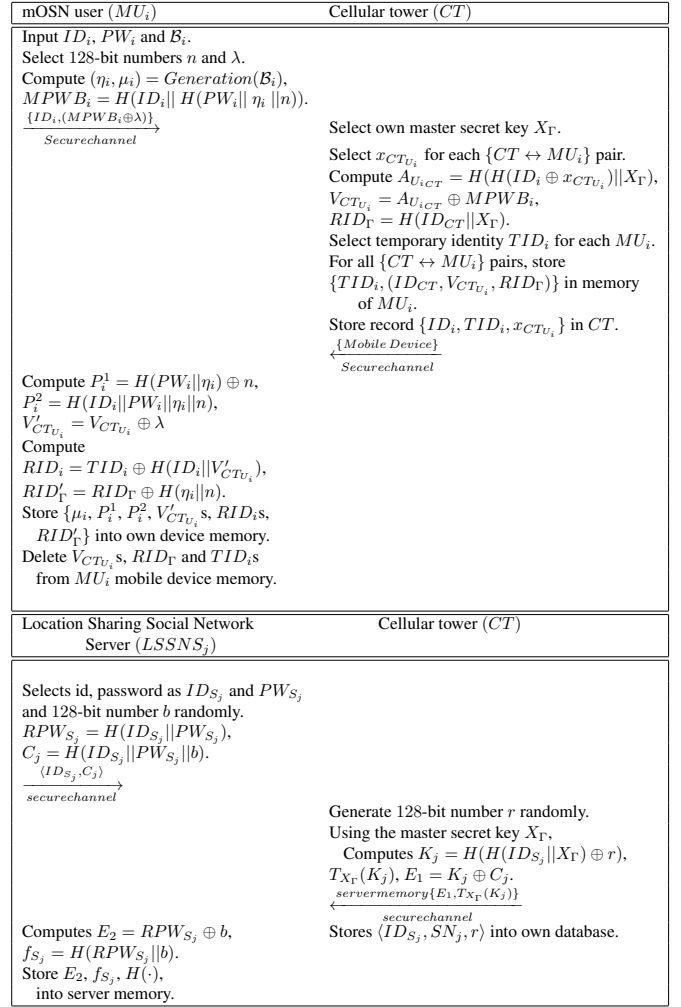 mOSN user (MU_i) Cellular tower (CT)
Input ID_i, PW_i and ℬ_i.
Select 128-bit numbers n and λ.
Compute (η_i, μ_i) = Generation(ℬ_i),
MPWB_i = H(ID_i|| H(PW_i|| η_i ||n)).
{ID_i,(MPWB_i⊕λ)}
Securechannel
Select own master secret key X_Γ.
Select x_{CT_{U_i}} for each {CT ↔ MU_i} pair.
Compute A_{U_{iCT}} = H(H(ID_i ⊕ x_{CT_{U_i}})||X_Γ),
V_{CT_{U_i}} = A_{U_{iCT}} ⊕ MPWB_i,
RID_Γ = H(ID_{CT}||X_Γ).
Select temporary identity TID_i for each MU_i.
For all {CT ↔ MU_i} pairs, store
{TID_i, (ID_{CT}, V_{CT_{U_i}}, RID_Γ)} in memory
of MU_i.
Store record {ID_i, TID_i, x_{CT_{U_i}}} in CT.
{Mobile Device}
Securechannel
Compute P_i^1 = H(PW_i||η_i) ⊕ n,
P_i^2 = H(ID_i||PW_i||η_i||n),
V'_{CT_{U_i}} = V_{CT_{U_i}} ⊕ λ
Compute
RID_i = TID_i ⊕ H(ID_i||V'_{CT_{U_i}}),
RID'_Γ = RID_Γ ⊕ H(η_i||n).
Store {μ_i, P_i^1, P_i^2, V'_{CT_{U_i}}s, RID_is,
RID'_Γ} into own device memory.
Delete V_{CT_{U_i}}s, RID_Γ and TID_is
from MU_i mobile device memory.
Location Sharing Social Network Cellular tower (CT)
Server (LSSNS_j)
Selects id, password as ID_{S_j} and PW_{S_j}
and 128-bit number b randomly.
RPW_{S_j} = H(ID_{S_j}||PW_{S_j}),
C_j = H(ID_{S_j}||PW_{S_j}||b).
⟨ID_{S_j},C_j⟩
securechannel
Generate 128-bit number r randomly.
Using the master secret key X_Γ,
Computes K_j = H(H(ID_{S_j}||X_Γ) ⊕ r),
T_{X_Γ}(K_j), E_1 = K_j ⊕ C_j.
servermemory{E_1,T_{X_Γ}(K_j)}
securechannel
Computes E_2 = RPW_{S_j} ⊕ b, Stores ⟨ID_{S_j}, SN_j, r⟩ into own database.
f_{S_j} = H(RPW_{S_j}||b).
Store E_2, f_{S_j}, H(·),
into server memory.